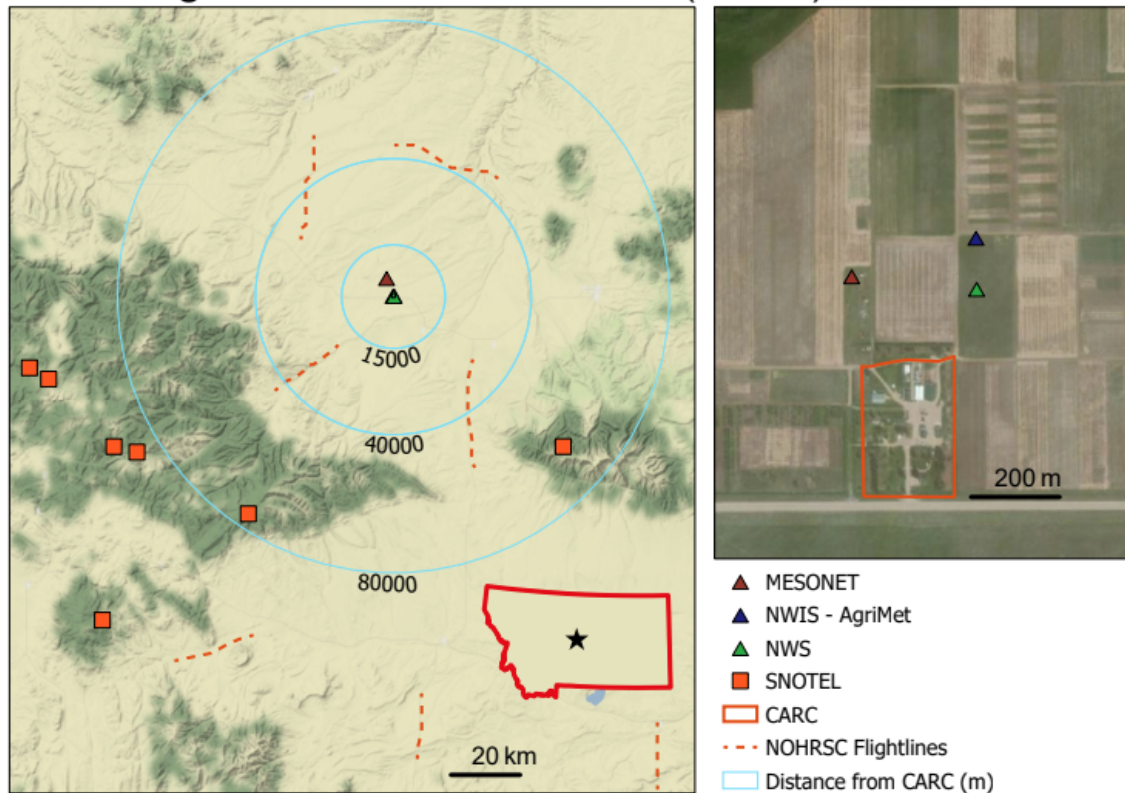 15000
40000
80000
20 km
200 m
MESONET
NWIS - AgriMet
NWS
SNOTEL
CARC
NOHRSC Flightlines
Distance from CARC (m)